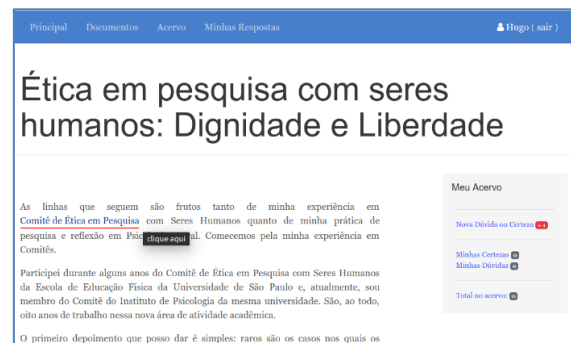 Principal Documentos Acervo Minhas Respostas Hugo ( sair )
Ética em pesquisa com seres
humanos: Dignidade e Liberdade
Meu Acervo
Nova Dúvida ou Certeza + 1
Minhas Certezas 0
Minhas Dúvidas 0
Total no acervo: 0
As linhas que seguem são frutos tanto de minha experiência em
Comitê de Ética em Pesquisa com Seres Humanos quanto de minha prática de
pesquisa e reflexão em clique aqui Comecemos pela minha experiência em
Comitês.
Participei durante alguns anos do Comitê de Ética em Pesquisa com Seres Humanos
da Escola de Educação Física da Universidade de São Paulo e, atualmente, sou
membro do Comitê do Instituto de Psicologia da mesma universidade. São, ao todo,
oito anos de trabalho nessa nova área de atividade acadêmica.
O primeiro depoimento que posso dar é simples: raros são os casos nos quais os